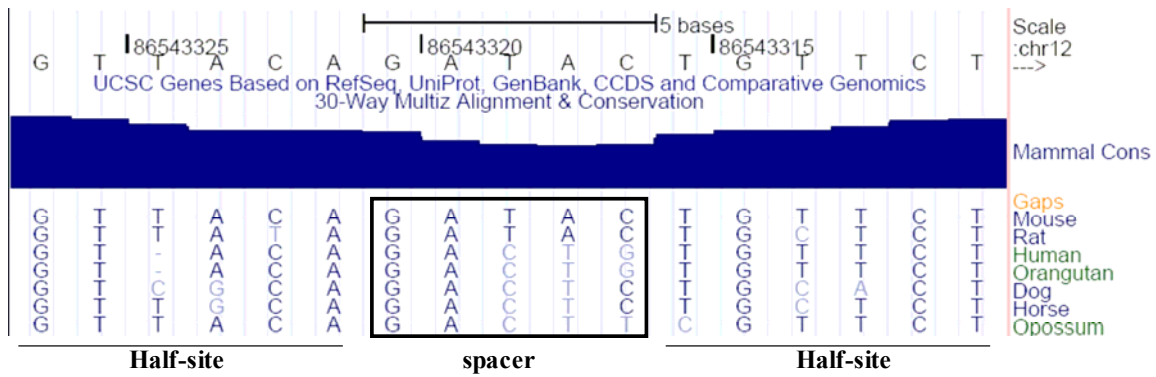 5 bases Scale
86543325 86543320 86543315 :chr12
G T T A C A G A T A C T G T T C T --->
UCSC Genes Based on RefSeq, UniProt, GenBank, CCDS and Comparative Genomics
30-Way Multiz Alignment & Conservation
Mammal Cons
Gaps
G T T A C A G A T A C T G T T C T Mouse
G T T A T A G A T A C T G C T C T Rat
G T - A C A G A C T G T G T T C T Human
G T - A C A G A C T G T G T T C T Orangutan
G T C G C A G A C T C T G C A C T Dog
G T T G C A G A C T C T G C T C T Horse
G T T A C A G A C T T C G T T C T Opossum
Half-site spacer Half-site